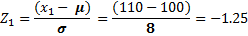 Z₁ = (x₁ − μ)/σ = (110 − 100)/8 = −1.25